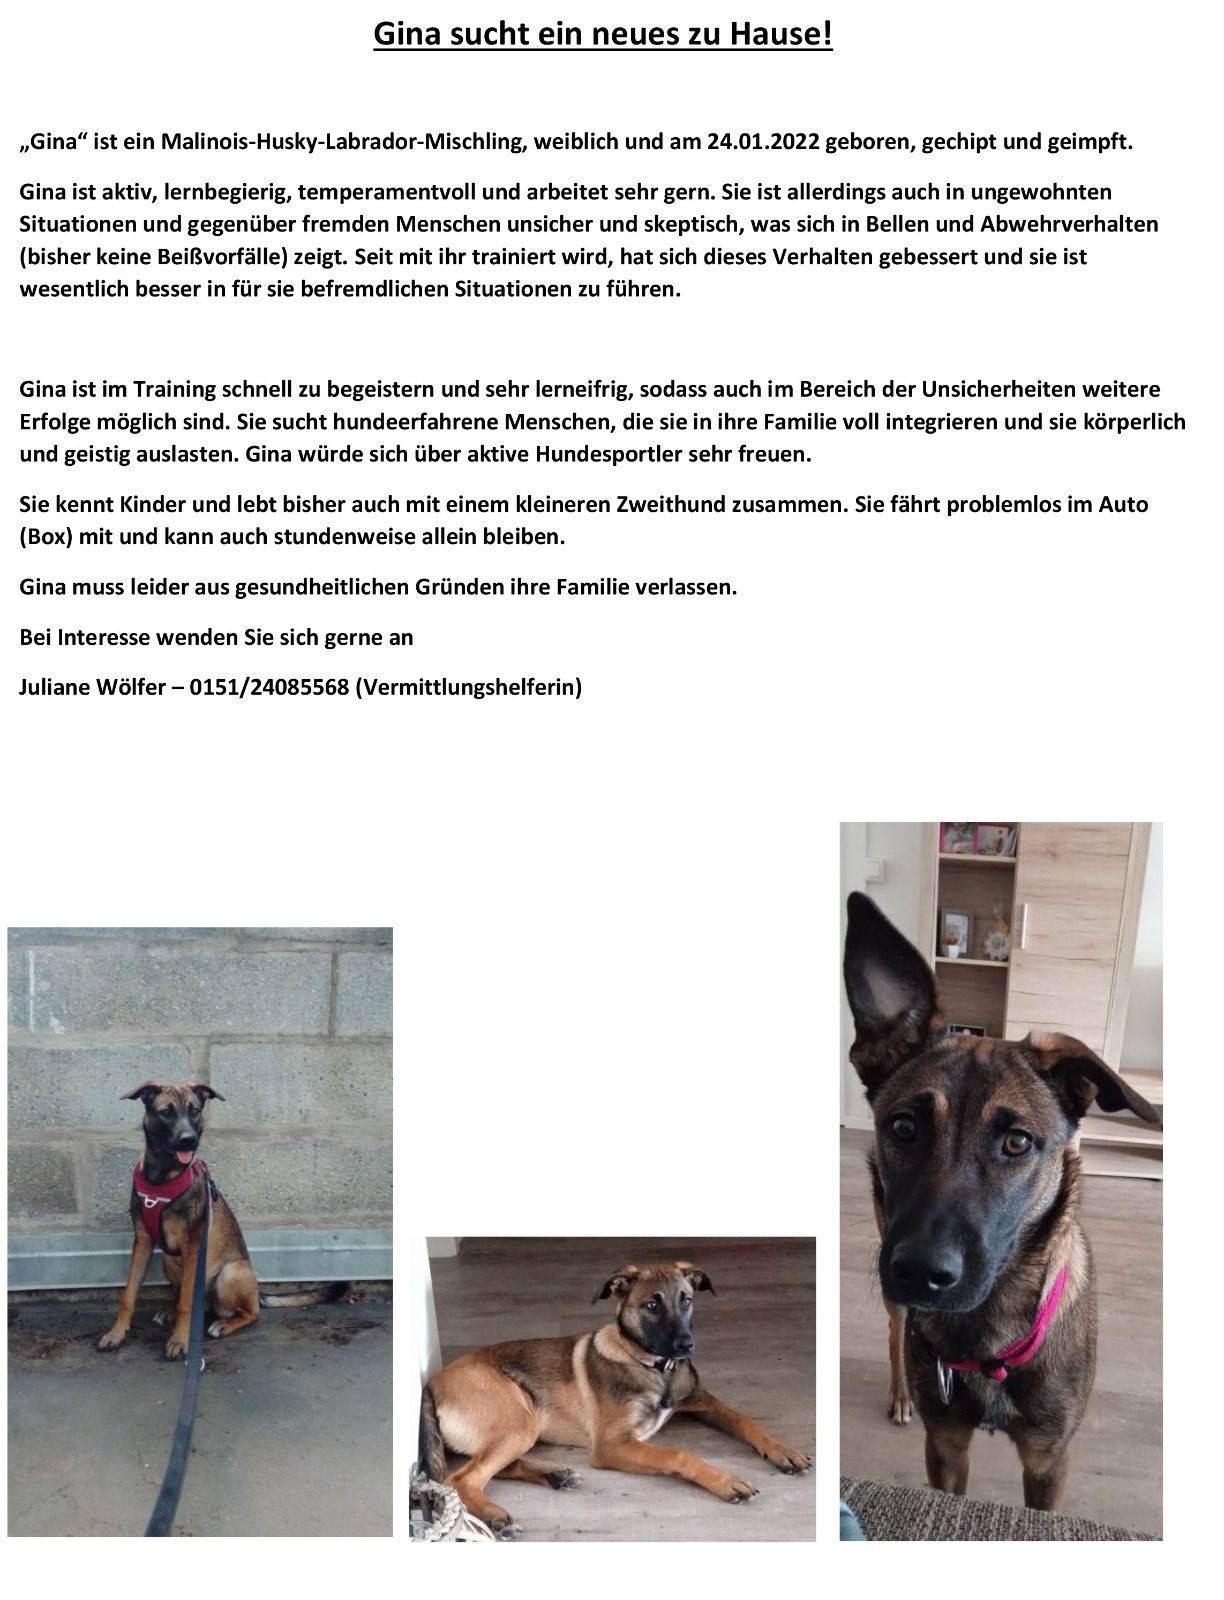 Gina sucht ein neues zu Hause!
„Gina“ ist ein Malinois-Husky-Labrador-Mischling, weiblich und am 24.01.2022 geboren, gechipt und geimpft.
Gina ist aktiv, lernbegierig, temperamentvoll und arbeitet sehr gern. Sie ist allerdings auch in ungewohnten
Situationen und gegenüber fremden Menschen unsicher und skeptisch, was sich in Bellen und Abwehrverhalten
(bisher keine Beißvorfälle) zeigt. Seit mit ihr trainiert wird, hat sich dieses Verhalten gebessert und sie ist
wesentlich besser in für sie befremdlichen Situationen zu führen.
Gina ist im Training schnell zu begeistern und sehr lerneifrig, sodass auch im Bereich der Unsicherheiten weitere
Erfolge möglich sind. Sie sucht hundeerfahrene Menschen, die sie in ihre Familie voll integrieren und sie körperlich
und geistig auslasten. Gina würde sich über aktive Hundesportler sehr freuen.
Sie kennt Kinder und lebt bisher auch mit einem kleineren Zweithund zusammen. Sie fährt problemlos im Auto
(Box) mit und kann auch stundenweise allein bleiben.
Gina muss leider aus gesundheitlichen Gründen ihre Familie verlassen.
Bei Interesse wenden Sie sich gerne an
Juliane Wölfer – 0151/24085568 (Vermittlungshelferin)